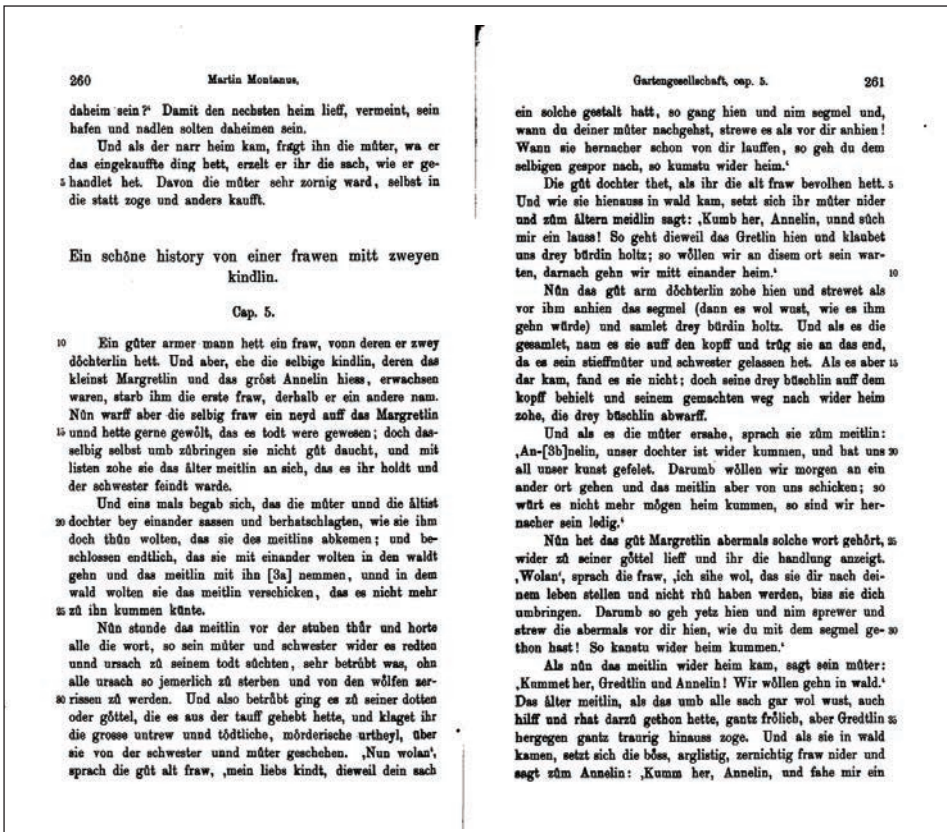 260 Martin Montanus,
daheim sein?“ Damit den nechsten heim lieff, vermeint, sein
hafen und nadlen solten daheimen sein.
Und als der narr heim kam, fragt ihn die müter, wa er
das eingekauffte ding hett, erzelt er ihr die sach, wie er ge-
5 handlet het. Davon die müter sehr zornig ward, selbst in
die statt zoge und anders kaufft.
Ein schöne history von einer frawen mitt zweyen
kindlin.
Cap. 5.
10 Ein güter armer mann hett ein fraw, vonn deren er zwey
döchterlin hett. Und aber, ehe die selbige kindlin, deren das
kleinst Margretlin und das gröst Annelin hiess, erwachsen
waren, starb ihm die erste fraw, derhalb er ein andere nam.
Nün warff aber die selbig fraw ein neyd auff das Margretlin
15 unnd hette gerne gewölt, das es todt were gewesen; doch das-
selbig selbst umb zübringen sie nicht güt daucht, und mit
listen zohe sie das älter meitlin an sich, das es ihr holdt und
der schwester feindt warde.
Und eins mals begab sich, das die müter unnd die ältist
20 dochter bey einander sassen und berhatschlagten, wie sie ihm
doch thün wolten, das sie des meitlins abkemen; und be-
schlossen endtlich, das sie mit einander wolten in den waldt
gehn und das meitlin mit ihn [3a] nemmen, unnd in dem
wald wolten sie das meitlin verschicken, das es nicht mehr
25 zü ihn kummen künte.
Nün stunde das meitlin vor der stuben thür und horte
alle die wort, so sein müter und schwester wider es redten
unnd ursach zü seinem todt süchten, sehr betrübt was, ohn
alle ursach so jemerlich zü sterben und von den wölfen zer-
30 rissen zü werden. Und also betrübt ging es zü seiner dotten
oder göttel, die es aus der tauff gehebt hette, und klaget ihr
die grosse untrew unnd tödtliche, mörderische urtheyl, über
sie von der schwester unnd müter geschehen. ‚Nun wolan‘,
sprach die güt alt fraw, ‚mein liebs kindt, dieweil dein sach
Gartengesellschaft, cap. 5. 261
ein solche gestalt hatt, so gang hien und nim segmel und,
wann du deiner müter nachgehst, strewe es als vor dir anhien!
Wann sie hernacher schon von dir lauffen, so geh du dem
selbigen gespor nach, so kumstu wider heim.‘
Die güt dochter thet, als ihr die alt fraw bevolhen hett. 5
Und wie sie hienauss in wald kam, setzt sich ihr müter nider
und züm ältern meidlin sagt: ‚Kumb her, Annelin, unnd süch
mir ein lauss! So geht dieweil das Gretlin hien und klaubet
uns drey bürdin holtz; so wöllen wir an disem ort sein war-
ten, darnach gehn wir mitt einander heim.‘ 10
Nün das güt arm döchterlin zohe hien und strewet als
vor ihm anhien das segmel (dann es wol wust, wie es ihm
gehn würde) und samlet drey bürdin holtz. Und als es die
gesamlet, nam es sie auff den kopff und trüg sie an das end,
da es sein stieffmüter und schwester gelassen het. Als es aber 15
dar kam, fand es sie nicht; doch seine drey büschlin auff dem
kopff behielt und seinem gemachten weg nach wider heim
zohe, die drey büschlin abwarff.
Und als es die müter ersahe, sprach sie züm meitlin:
‚An-[3b]nelin, unser dochter ist wider kummen, und hat uns 20
all unser kunst gefelet. Darumb wöllen wir morgen an ein
ander ort gehen und das meitlin aber von uns schicken; so
würt es nicht mehr mögen heim kummen, so sind wir her-
nacher sein ledig.‘
Nün het das güt Margretlin abermals solche wort gehört, 25
wider zü seiner göttel lieff und ihr die handlung anzeigt.
‚Wolan‘, sprach die fraw, ‚ich sihe wol, das sie dir nach dei-
nem leben stellen und nicht rhü haben werden, biss sie dich
umbringen. Darumb so geh yetz hien und nim sprewer und
strew die abermals vor dir hien, wie du mit dem segmel ge- 30
thon hast! So kanstu wider heim kummen.‘
Als nün das meitlin wider heim kam, sagt sein müter:
‚Kummet her, Gredtlin und Annelin! Wir wöllen gehn in wald.‘
Das älter meitlin, als das umb alle sach gar wol wust, auch
hilff und rhat darzü gethon hette, gantz frölich, aber Gredtlin 35
hergegen gantz traurig hinauss zoge. Und als sie in wald
kamen, setzt sich die böss, arglistig, zernichtig fraw nider und
sagt züm Annelin: ‚Kumm her, Annelin, und fahe mir ein